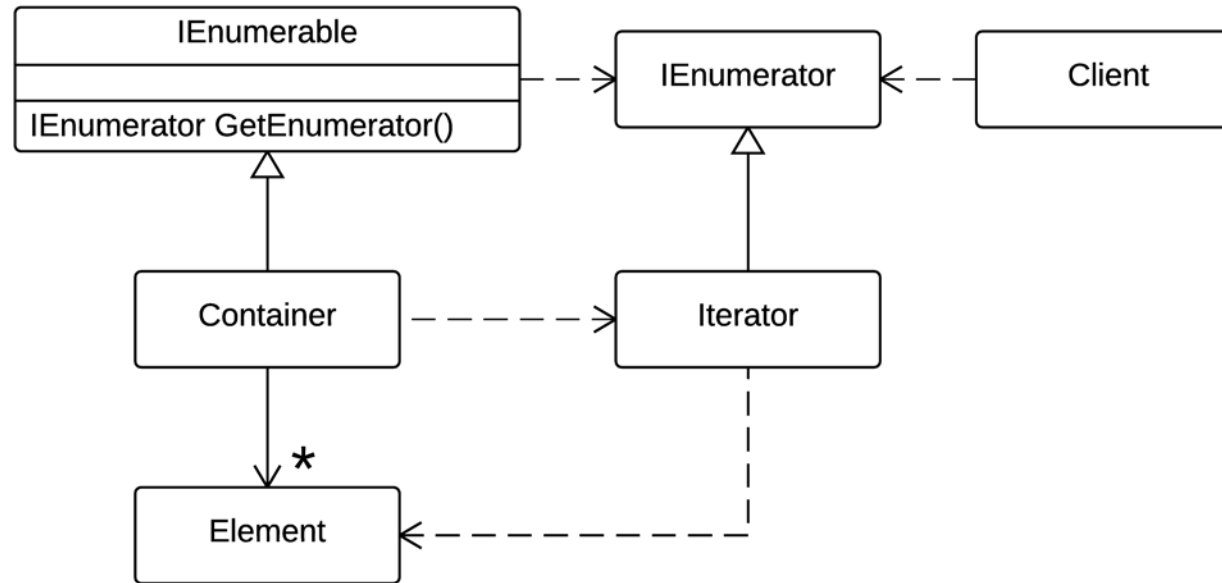 IEnumerable
IEnumerator GetEnumerator()
IEnumerator
Client
Container
Iterator
*
Element